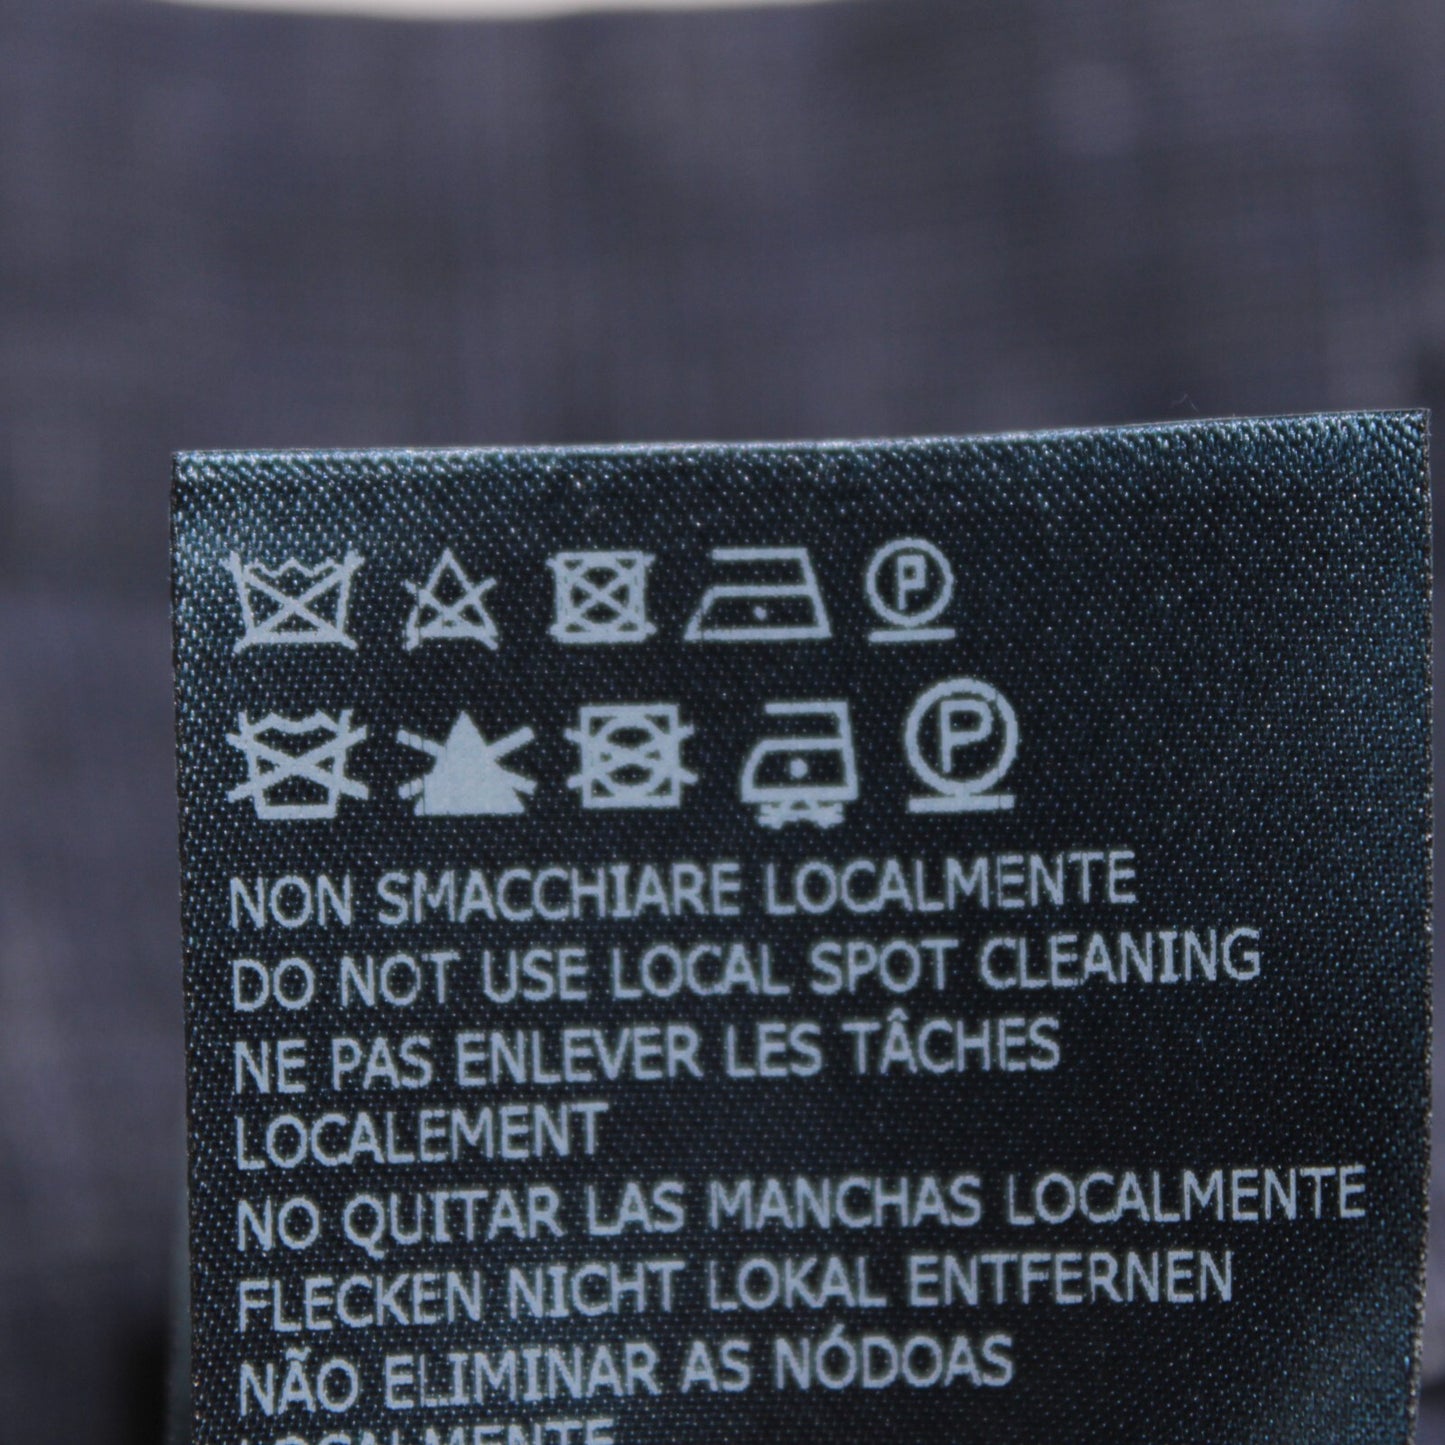 P
P
NON SMACCHIARE LOCALMENTE
DO NOT USE LOCAL SPOT CLEANING
NE PAS ENLEVER LES TÂCHES
LOCALEMENT
NO QUITAR LAS MANCHAS LOCALMENTE
FLECKEN NICHT LOKAL ENTFERNEN
NÃO ELIMINAR AS NÓDOAS
LOCALMENTE